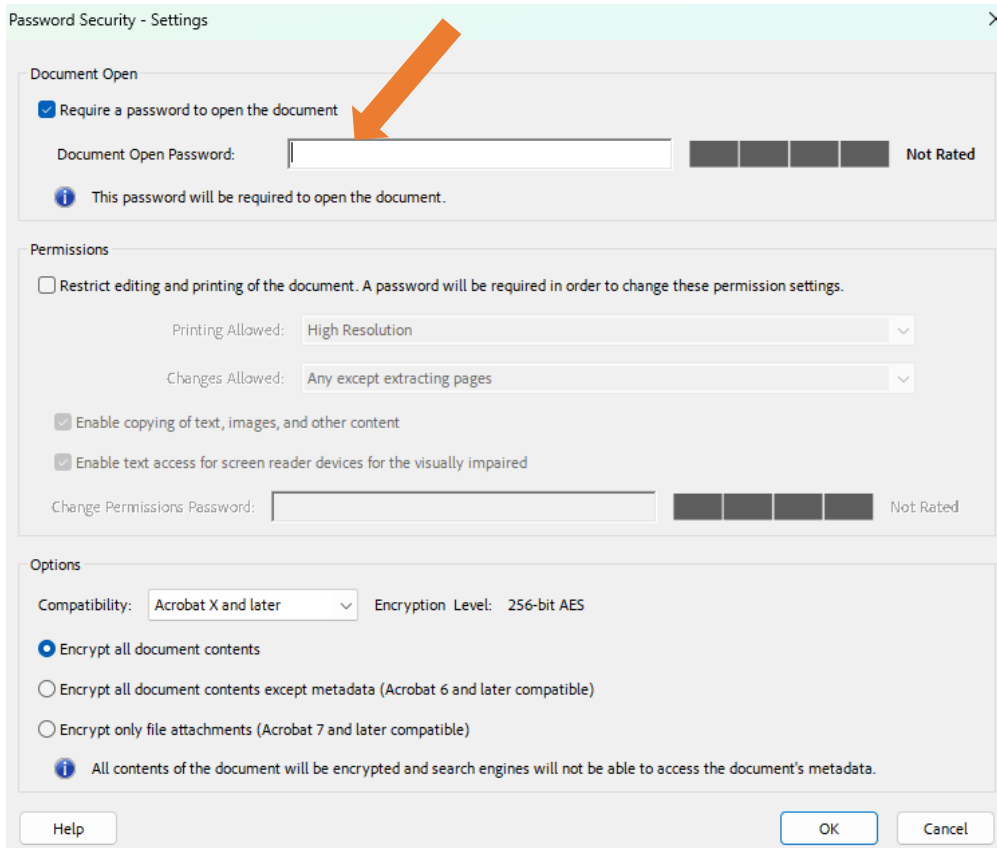 Password Security - Settings
Document Open
Require a password to open the document
Document Open Password: Not Rated
This password will be required to open the document.
Permissions
Restrict editing and printing of the document. A password will be required in order to change these permission settings.
Printing Allowed: High Resolution
Changes Allowed: Any except extracting pages
Enable copying of text, images, and other content
Enable text access for screen reader devices for the visually impaired
Change Permissions Password: Not Rated
Options
Compatibility: Acrobat X and later Encryption Level: 256-bit AES
Encrypt all document contents
Encrypt all document contents except metadata (Acrobat 6 and later compatible)
Encrypt only file attachments (Acrobat 7 and later compatible)
All contents of the document will be encrypted and search engines will not be able to access the document's metadata.
Help OK Cancel